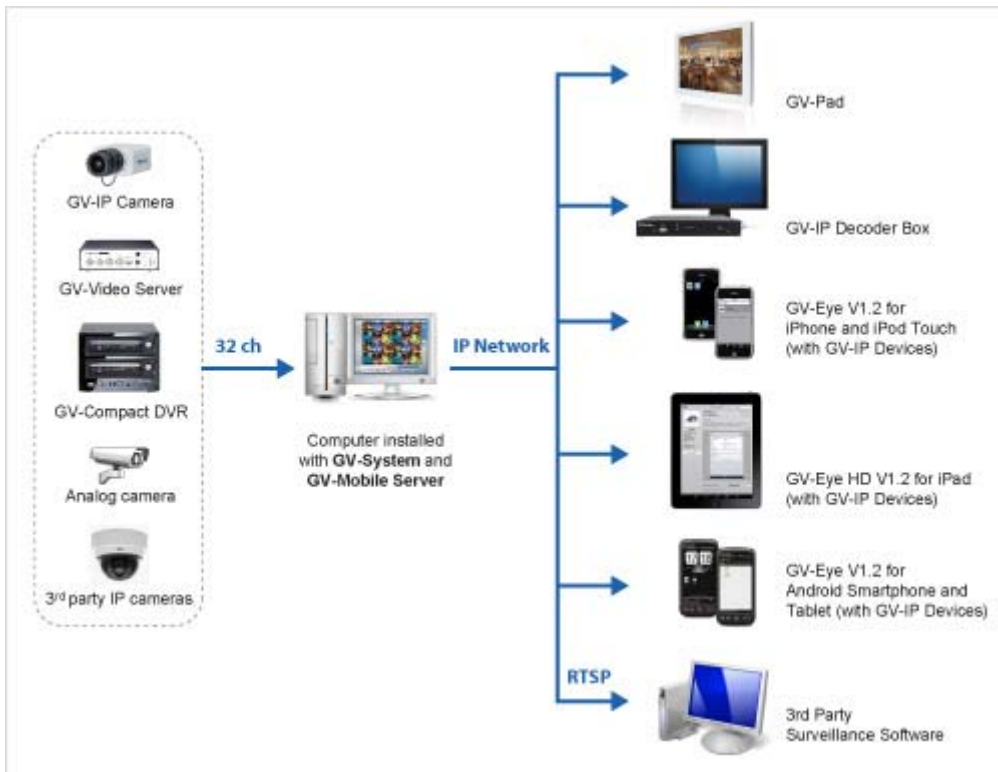 GV-IP Camera
GV-Video Server
GV-Compact DVR
Analog camera
3rd party IP cameras
32 ch
Computer installed
with GV-System and
GV-Mobile Server
IP Network
RTSP
GV-Pad
GV-IP Decoder Box
GV-Eye V1.2 for
iPhone and iPod Touch
(with GV-IP Devices)
GV-Eye HD V1.2 for iPad
(with GV-IP Devices)
GV-Eye V1.2 for
Android Smartphone and
Tablet (with GV-IP Devices)
3rd Party
Surveillance Software